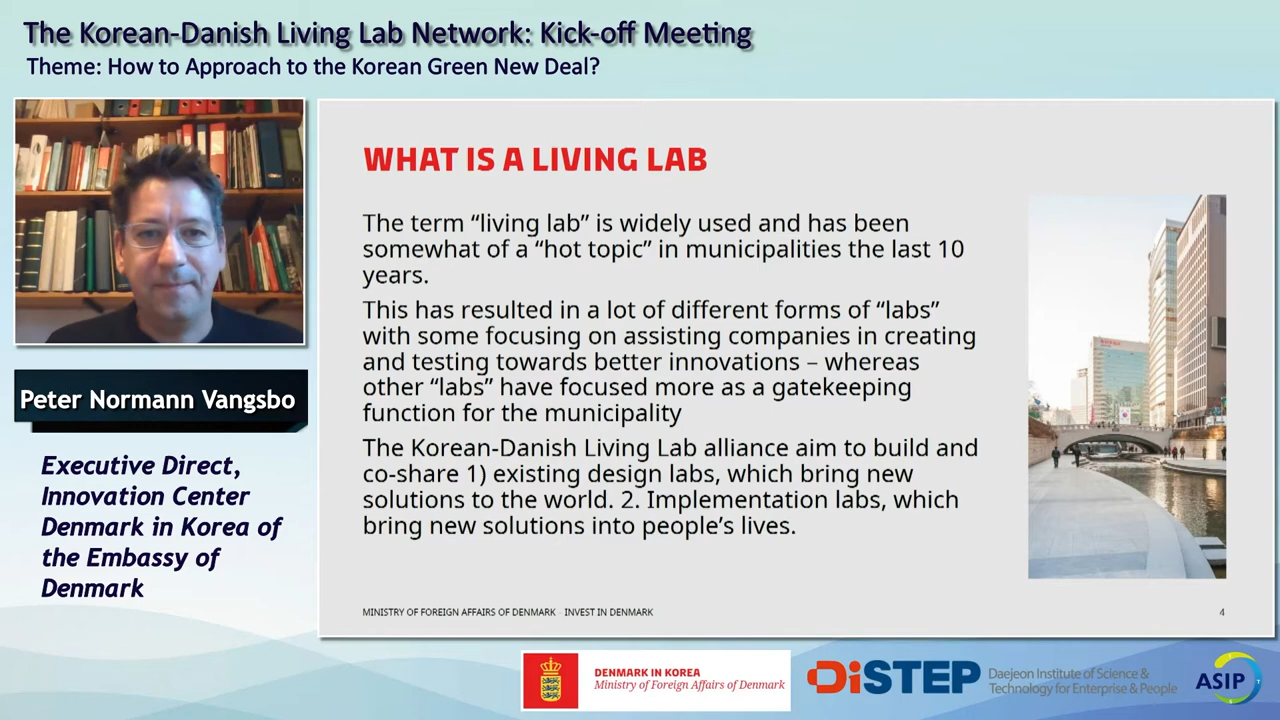 The Korean-Danish Living Lab Network: Kick-off Meeting
Theme: How to Approach to the Korean Green New Deal?
Peter Normann Vangsbo
Executive Direct,
Innovation Center
Denmark in Korea of
the Embassy of
Denmark
WHAT IS A LIVING LAB
The term “living lab” is widely used and has been
somewhat of a “hot topic” in municipalities the last 10
years.
This has resulted in a lot of different forms of “labs”
with some focusing on assisting companies in creating
and testing towards better innovations – whereas
other “labs” have focused more as a gatekeeping
function for the municipality
The Korean-Danish Living Lab alliance aim to build and
co-share 1) existing design labs, which bring new
solutions to the world. 2. Implementation labs, which
bring new solutions into people’s lives.
MINISTRY OF FOREIGN AFFAIRS OF DENMARK INVEST IN DENMARK
4
DENMARK IN KOREA
Ministry of Foreign Affairs of Denmark
DiSTEP
Daejeon Institute of Science &
Technology for Enterprise & People
ASIP